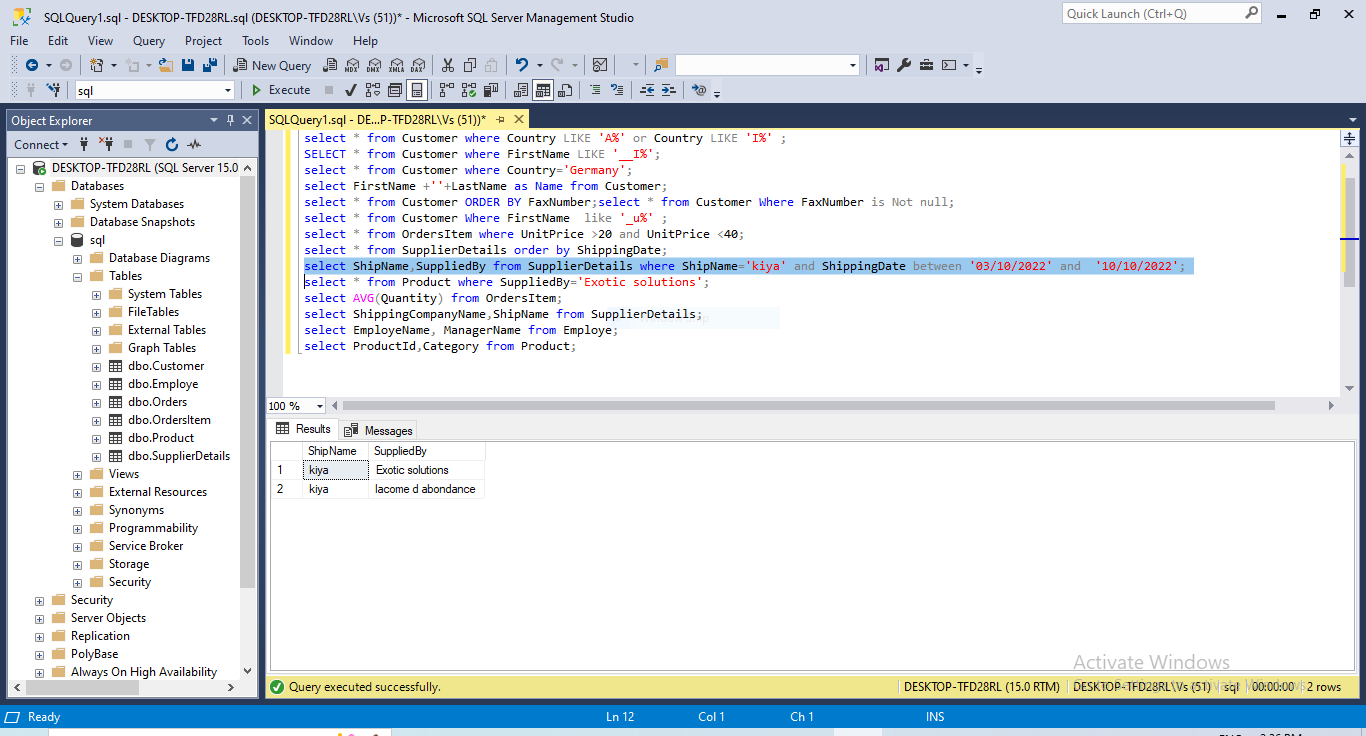 SQLQuery1.sql - DESKTOP-TFD28RL.sql (DESKTOP-TFD28RL\Vs (51))* - Microsoft SQL Server Management Studio
Quick Launch (Ctrl+Q)
File Edit View Query Project Tools Window Help
New Query MDX DMX XMLA DAX
sql Execute
Object Explorer
SQLQuery1.sql - DE...P-TFD28RL\Vs (51))*
Connect
DESKTOP-TFD28RL (SQL Server 15.0
Databases
System Databases
Database Snapshots
sql
Database Diagrams
Tables
System Tables
FileTables
External Tables
Graph Tables
dbo.Customer
dbo.Employe
dbo.Orders
dbo.OrdersItem
dbo.Product
dbo.SupplierDetails
Views
External Resources
Synonyms
Programmability
Service Broker
Storage
Security
Security
Server Objects
Replication
PolyBase
Always On High Availability
select * from Customer where Country LIKE 'A%' or Country LIKE 'I%' ;
SELECT * from Customer where FirstName LIKE '__I%';
select * from Customer where Country='Germany';
select FirstName +''+LastName as Name from Customer;
select * from Customer ORDER BY FaxNumber;select * from Customer Where FaxNumber is Not null;
select * from Customer Where FirstName  like '_u%' ;
select * from OrdersItem where UnitPrice >20 and UnitPrice <40;
select * from SupplierDetails order by ShippingDate;
select ShipName,SuppliedBy from SupplierDetails where ShipName='kiya' and ShippingDate between '03/10/2022' and  '10/10/2022';
select * from Product where SuppliedBy='Exotic solutions';
select AVG(Quantity) from OrdersItem;
select ShippingCompanyName,ShipName from SupplierDetails;
select EmployeName, ManagerName from Employe;
select ProductId,Category from Product;
100 %
Results Messages
ShipName SuppliedBy
1 kiya Exotic solutions
2 kiya lacome d abondance
Activate Windows
Query executed successfully. DESKTOP-TFD28RL (15.0 RTM) DESKTOP-TFD28RL\Vs (51) sql 00:00:00 2 rows
Ready Ln 12 Col 1 Ch 1 INS